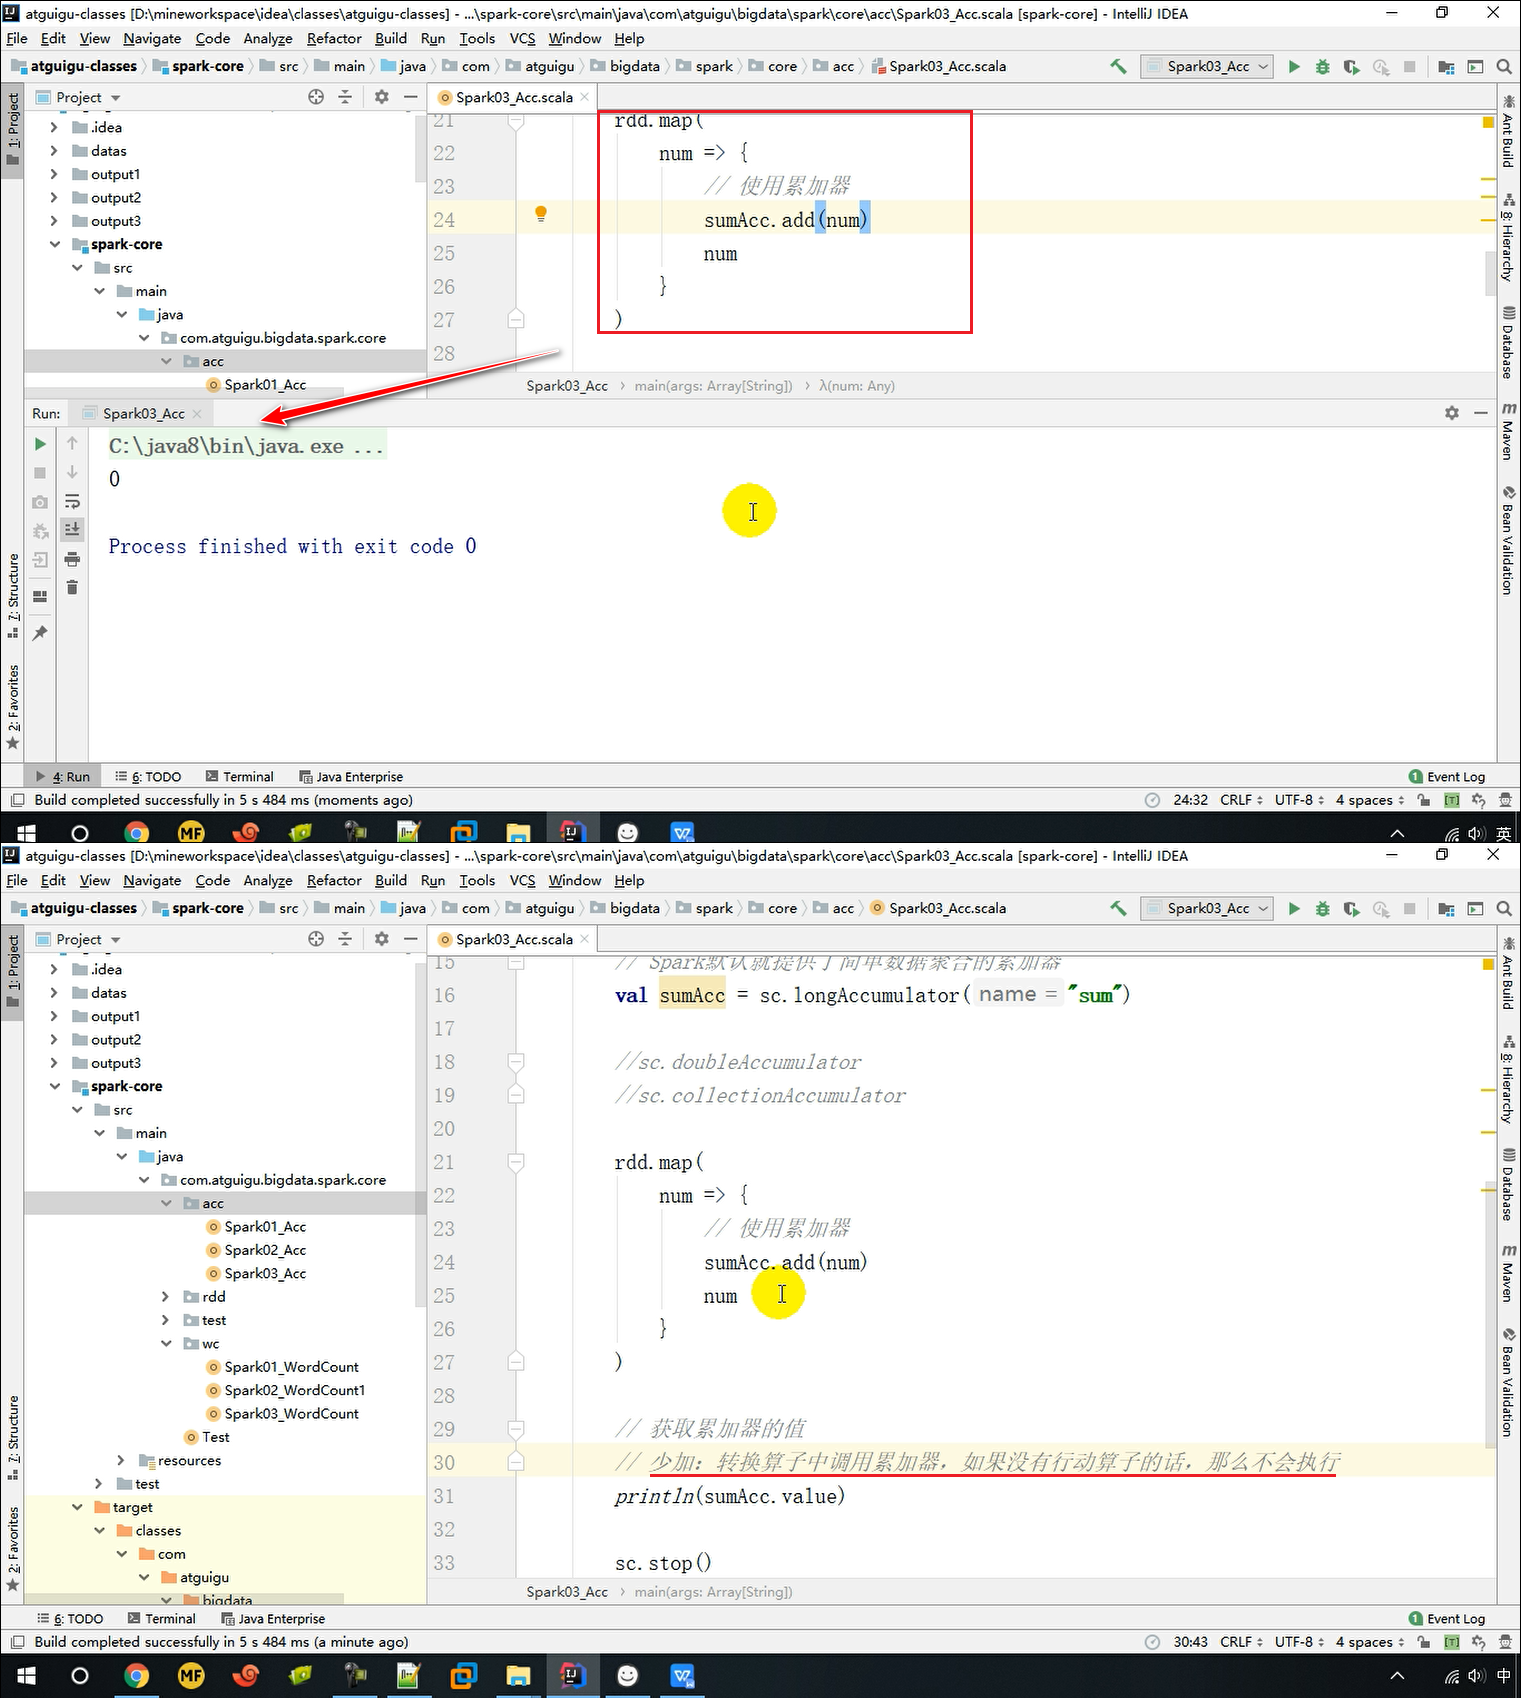 atguigu-classes [D:\mineworkspace\idea\classes\atguigu-classes] - ...\spark-core\src\main\java\com\atguigu\bigdata\spark\core\acc\Spark03_Acc.scala [spark-core] - IntelliJ IDEA
File Edit View Navigate Code Analyze Refactor Build Run Tools VCS Window Help
atguigu-classes spark-core src main java com atguigu bigdata spark core acc Spark03_Acc.scala Spark03_Acc
Project Spark03_Acc.scala
1: Project
.idea
datas
output1
output2
output3
spark-core
src
main
java
com.atguigu.bigdata.spark.core
acc
Spark01_Acc
21 rdd.map(
22 num => {
23 // 使用累加器
24 sumAcc.add(num)
25 num
26 }
27 )
28
Spark03_Acc main(args: Array[String]) λ(num: Any)
Ant Build
8: Hierarchy
Database
Maven
Bean Validation
Run: Spark03_Acc
C:\java8\bin\java.exe ...
0
Process finished with exit code 0
7: Structure
2: Favorites
4: Run 6: TODO Terminal Java Enterprise 1 Event Log
Build completed successfully in 5 s 484 ms (moments ago) 24:32 CRLF UTF-8 4 spaces
英
atguigu-classes [D:\mineworkspace\idea\classes\atguigu-classes] - ...\spark-core\src\main\java\com\atguigu\bigdata\spark\core\acc\Spark03_Acc.scala [spark-core] - IntelliJ IDEA
File Edit View Navigate Code Analyze Refactor Build Run Tools VCS Window Help
atguigu-classes spark-core src main java com atguigu bigdata spark core acc Spark03_Acc.scala Spark03_Acc
Project Spark03_Acc.scala
1: Project
.idea
datas
output1
output2
output3
spark-core
src
main
java
com.atguigu.bigdata.spark.core
acc
Spark01_Acc
Spark02_Acc
Spark03_Acc
rdd
test
wc
Spark01_WordCount
Spark02_WordCount1
Spark03_WordCount
Test
resources
test
target
classes
com
atguigu
bigdata
15 // Spark默认就提供了简单数据聚合的累加器
16 val sumAcc = sc.longAccumulator( name = "sum")
17
18 //sc.doubleAccumulator
19 //sc.collectionAccumulator
20
21 rdd.map(
22 num => {
23 // 使用累加器
24 sumAcc.add(num)
25 num
26 }
27 )
28
29 // 获取累加器的值
30 // 少加：转换算子中调用累加器，如果没有行动算子的话，那么不会执行
31 println(sumAcc.value)
32
33 sc.stop()
Spark03_Acc main(args: Array[String])
Ant Build
8: Hierarchy
Database
Maven
Bean Validation
7: Structure
2: Favorites
6: TODO Terminal Java Enterprise 1 Event Log
Build completed successfully in 5 s 484 ms (a minute ago) 30:43 CRLF UTF-8 4 spaces
中